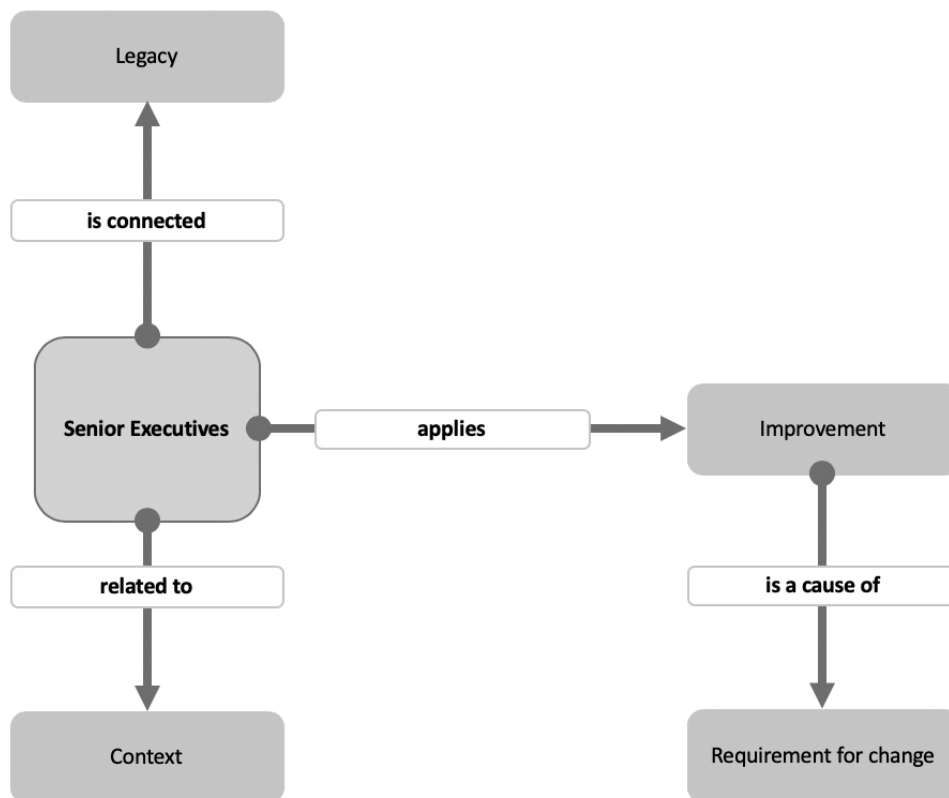 Legacy
is connected
Senior Executives
applies
Improvement
related to
is a cause of
Context
Requirement for change